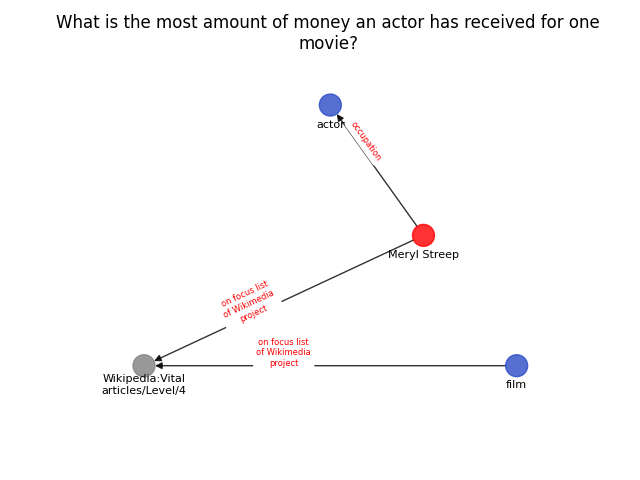 What is the most amount of money an actor has received for one
movie?
actor
occupation
Meryl Streep
on focus list
of Wikimedia
project
on focus list
of Wikimedia
project
Wikipedia:Vital
articles/Level/4
film